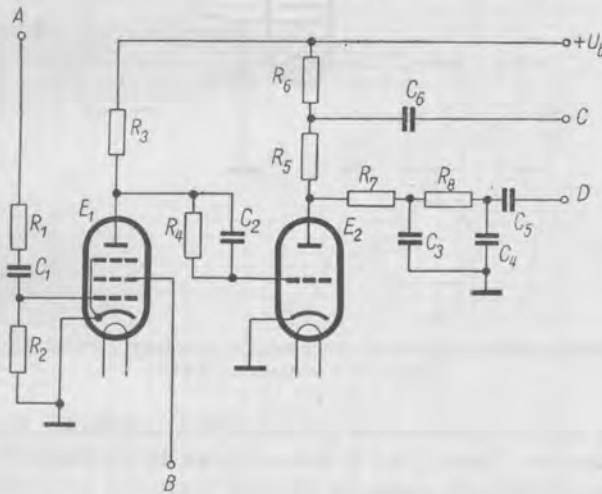 A
+U_b
R_6
C_6
C
R_3
R_5
R_7
R_8
D
C_5
E_1
R_4
C_2
E_2
C_3
C_4
R_1
C_1
R_2
B